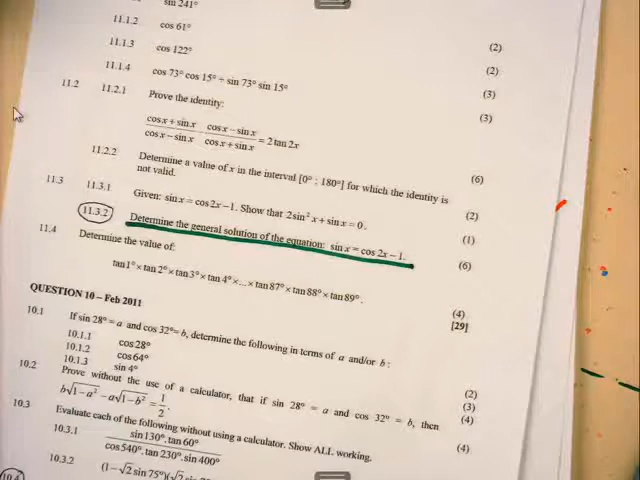 sin 241°
11.1.2 cos 61°
11.1.3 cos 122° (2)
11.1.4 cos 73° cos 15° + sin 73° sin 15° (2)
(3)
11.2 11.2.1 Prove the identity: (3)
cos x + sin x / cos x − sin x − cos x − sin x / cos x + sin x = 2 tan 2x
11.2.2 Determine a value of x in the interval [0° ; 180°] for which the identity is (6)
not valid.
11.3 11.3.1 Given: sin x = cos 2x − 1. Show that 2sin² x + sin x = 0. (2)
11.3.2 Determine the general solution of the equation: sin x = cos 2x − 1. (1)
(6)
11.4 Determine the value of:
tan 1° × tan 2° × tan 3° × tan 4° × ... × tan 87° × tan 88° × tan 89°.
(4)
[29]
QUESTION 10 – Feb 2011
10.1 If sin 28° = a and cos 32° = b, determine the following in terms of a and/or b :
10.1.1 cos 28°
10.1.2 cos 64° (2)
10.1.3 sin 4° (3)
10.2 Prove without the use of a calculator, that if sin 28° = a and cos 32° = b, then (4)
b√1 − a² − a√1 − b² = 1/2.
(4)
10.3 Evaluate each of the following without using a calculator. Show ALL working.
10.3.1 sin 130°. tan 60° / cos 540°. tan 230°. sin 400°
10.3.2 (1 − √2 sin 75°)(√2
10.4